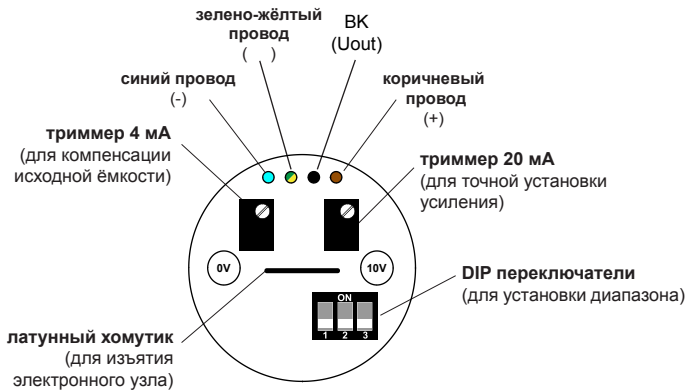 зелено-жёлтый
провод
( )
BK
(Uout)
синий провод
(-)
коричневый
провод
(+)
триммер 4 мА
(для компенсации
исходной ёмкости)
триммер 20 мА
(для точной установки
усиления)
0V
10V
ON
1 2 3
DIP переключатели
(для установки диапазона)
латунный хомутик
(для изъятия
электронного узла)